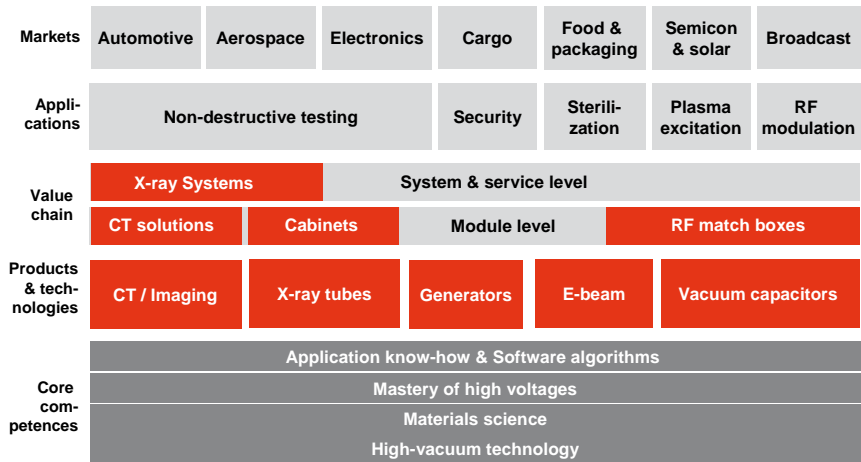 Markets
Automotive
Aerospace
Electronics
Cargo
Food &
packaging
Semicon
& solar
Broadcast
Appli-
cations
Non-destructive testing
Security
Sterili-
zation
Plasma
excitation
RF
modulation
Value
chain
X-ray Systems
System & service level
CT solutions
Cabinets
Module level
RF match boxes
Products
& tech-
nologies
CT / Imaging
X-ray tubes
Generators
E-beam
Vacuum capacitors
Core
com-
petences
Application know-how & Software algorithms
Mastery of high voltages
Materials science
High-vacuum technology